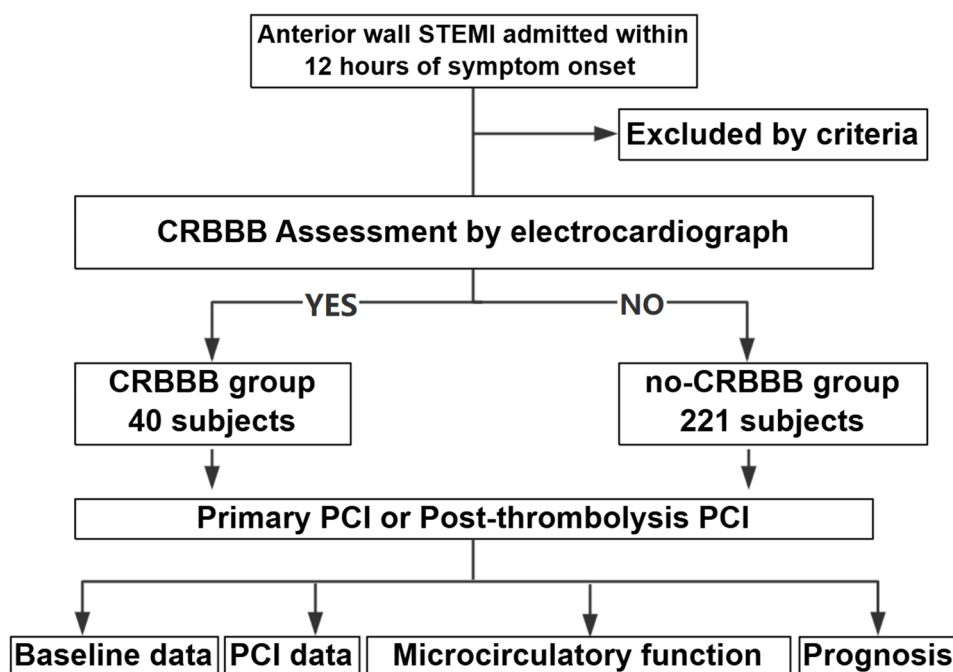 Anterior wall STEMI admitted within
12 hours of symptom onset
Excluded by criteria
CRBBB Assessment by electrocardiograph
YES
NO
CRBBB group
40 subjects
no-CRBBB group
221 subjects
Primary PCI or Post-thrombolysis PCI
Baseline data
PCI data
Microcirculatory function
Prognosis